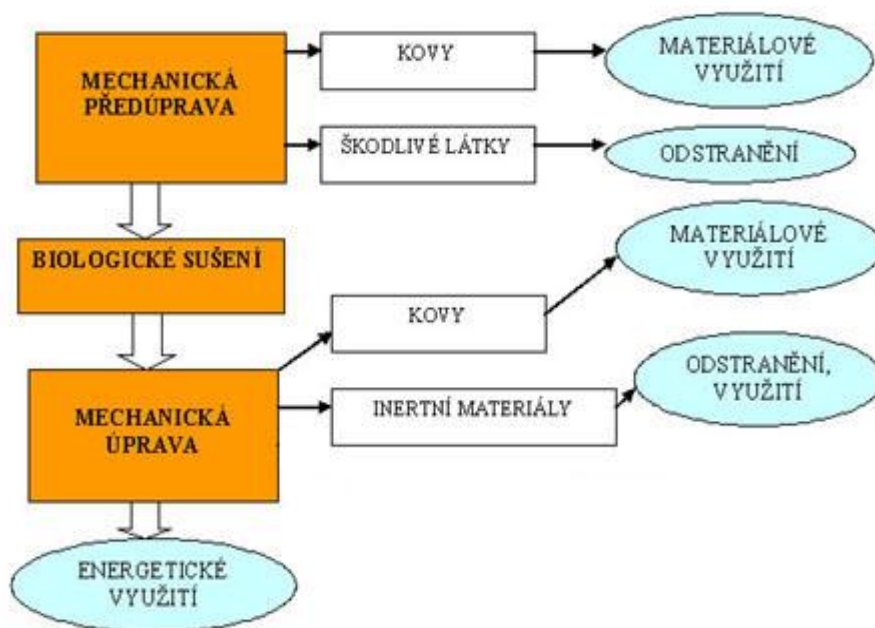 MECHANICKÁ
PŘEDÚPRAVA
KOVY
MATERIÁLOVÉ
VYUŽITÍ
ŠKODLIVÉ LÁTKY
ODSTRANĚNÍ
BIOLOGICKÉ SUŠENÍ
MECHANICKÁ
ÚPRAVA
KOVY
MATERIÁLOVÉ
VYUŽITÍ
INERTNÍ MATERIÁLY
ODSTRANĚNÍ,
VYUŽITÍ
ENERGETICKÉ
VYUŽITÍ